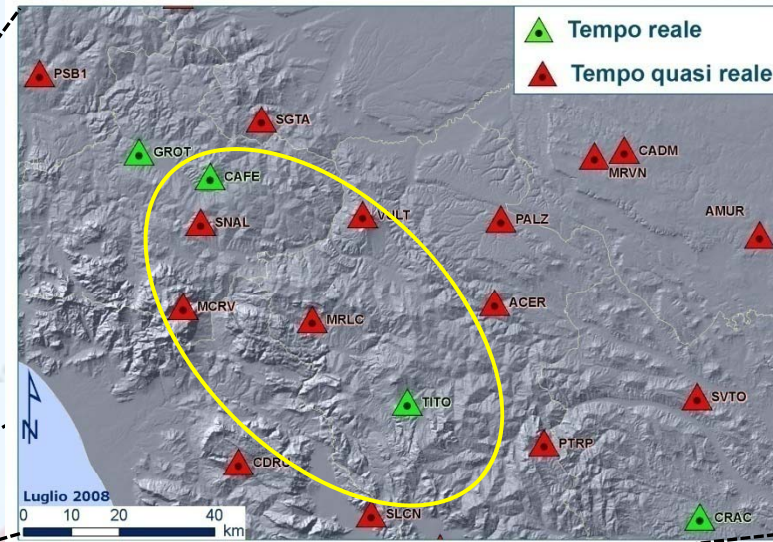 Tempo reale
Tempo quasi reale
PSB1
SGTA
GROT
CAFE
CADM
MRVN
SNAL
VULT
PALZ
AMUR
MCRV
MRLC
ACER
TITO
SVTO
PTRP
CDRU
SLCN
CRAC
N
Luglio 2008
0 10 20 40
km